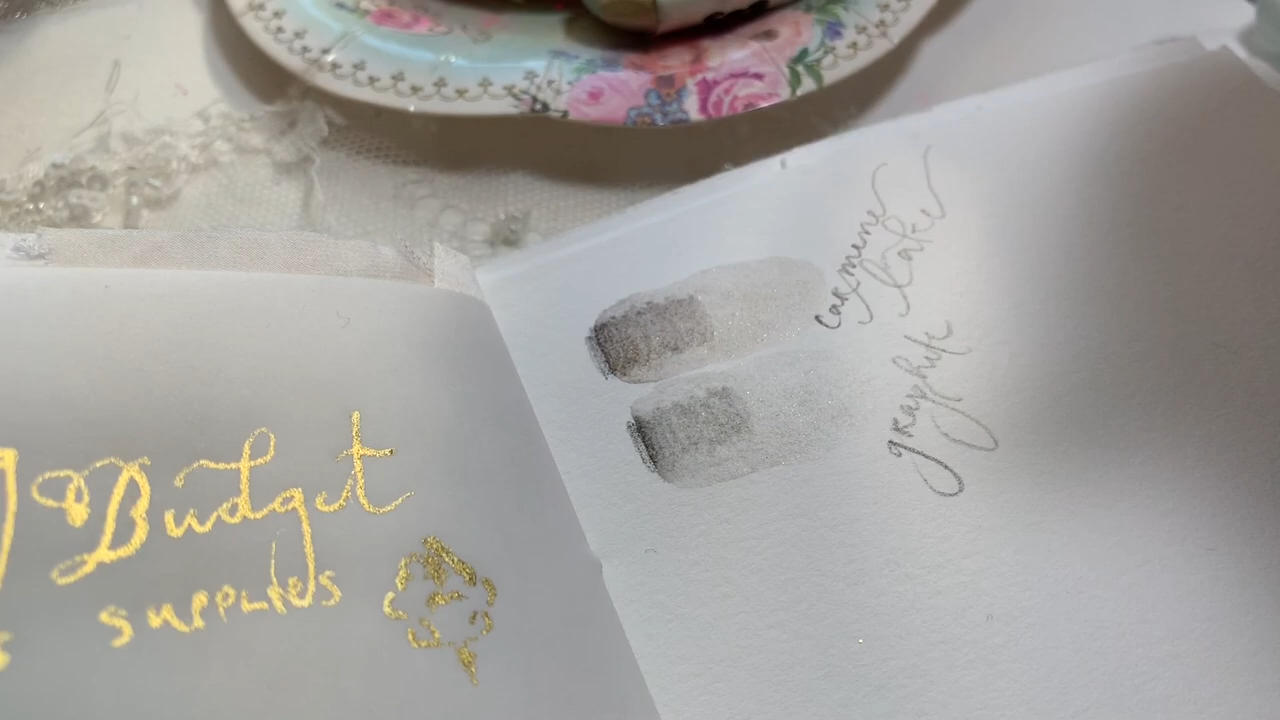 Budget
supplies
carmine
lake
graphite